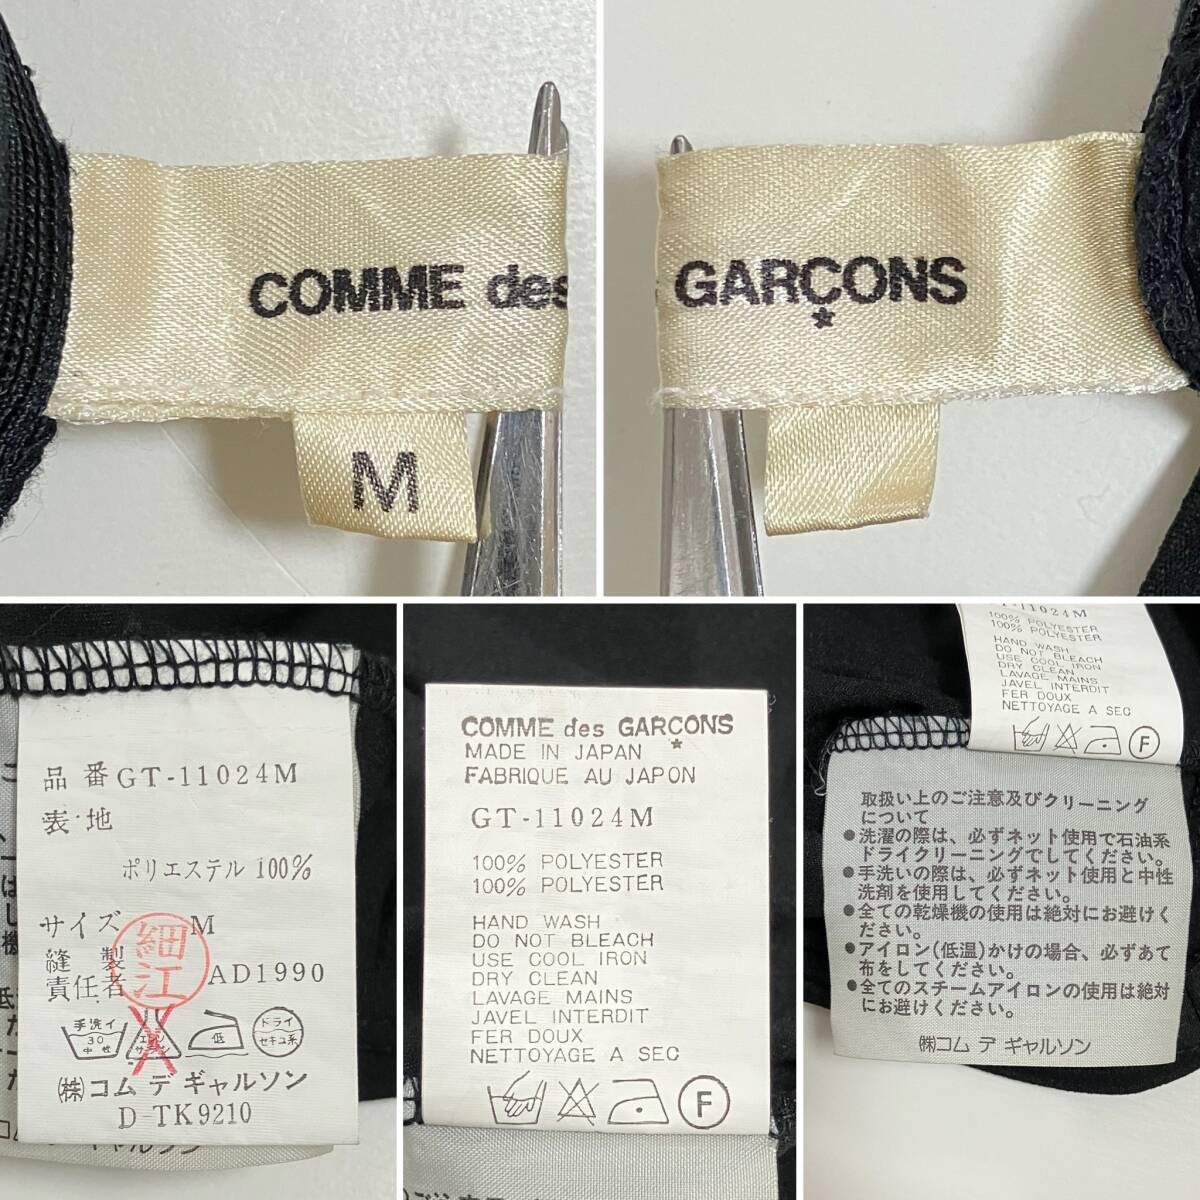 COMME des
M
GARÇONS
品番 GT-11024M
表・地
ポリエステル 100%
サイズ M
細江
縫製
責任者 AD1990
手洗イ 30 中性
低
ドライ セキユ系
㈱コム デ ギャルソン
D-TK9210
COMME des GARÇONS
MADE IN JAPAN
FABRIQUE AU JAPON
GT-11024M
100% POLYESTER
100% POLYESTER
HAND WASH
DO NOT BLEACH
USE COOL IRON
DRY CLEAN
LAVAGE MAINS
JAVEL INTERDIT
FER DOUX
NETTOYAGE A SEC
F
GT-11024M
100% POLYESTER
100% POLYESTER
HAND WASH
DO NOT BLEACH
USE COOL IRON
DRY CLEAN
LAVAGE MAINS
JAVEL INTERDIT
FER DOUX
NETTOYAGE A SEC
F
取扱い上のご注意及びクリーニング
について
●洗濯の際は、必ずネット使用で石油系
ドライクリーニングでしてください。
●手洗いの際は、必ずネット使用と中性
洗剤を使用してください。
●全ての乾燥機の使用は絶対にお避けく
ださい。
●アイロン(低温)かけの場合、必ずあて
布をしてください。
●全てのスチームアイロンの使用は絶対
にお避けください。
㈱コム デ ギャルソン